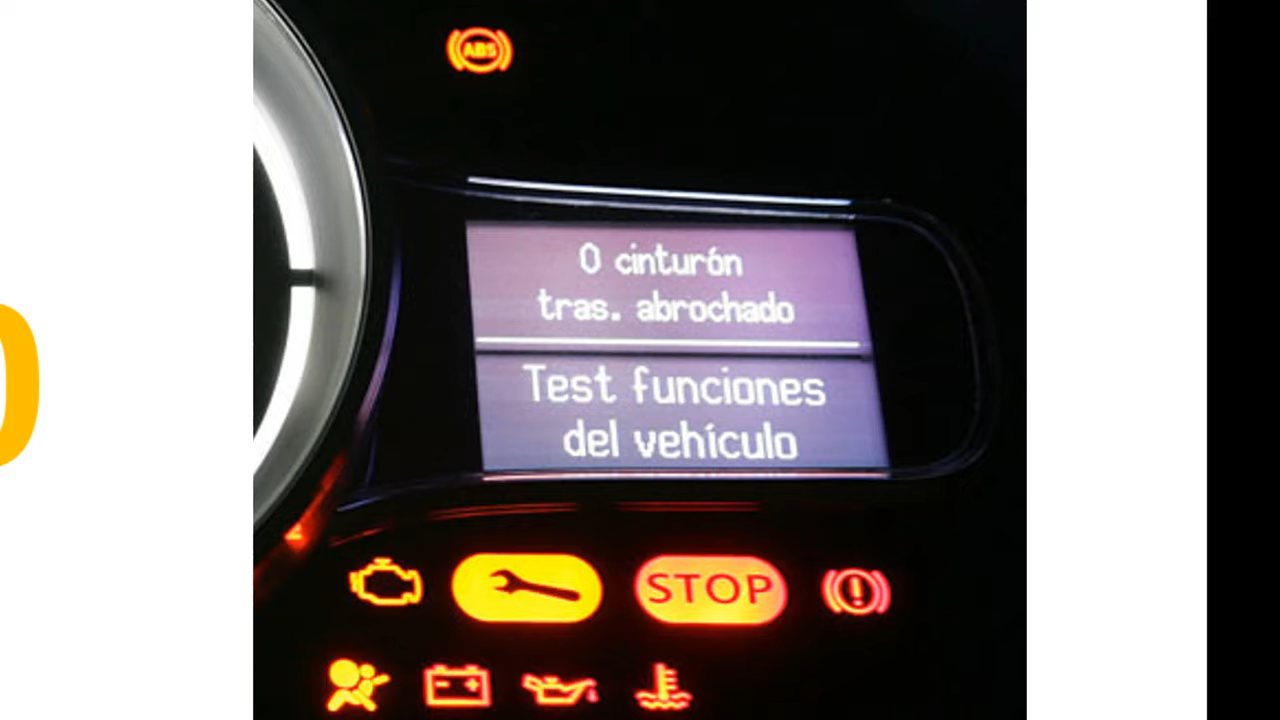 ABS
0 cinturón
tras. abrochado
Test funciones
del vehículo
STOP